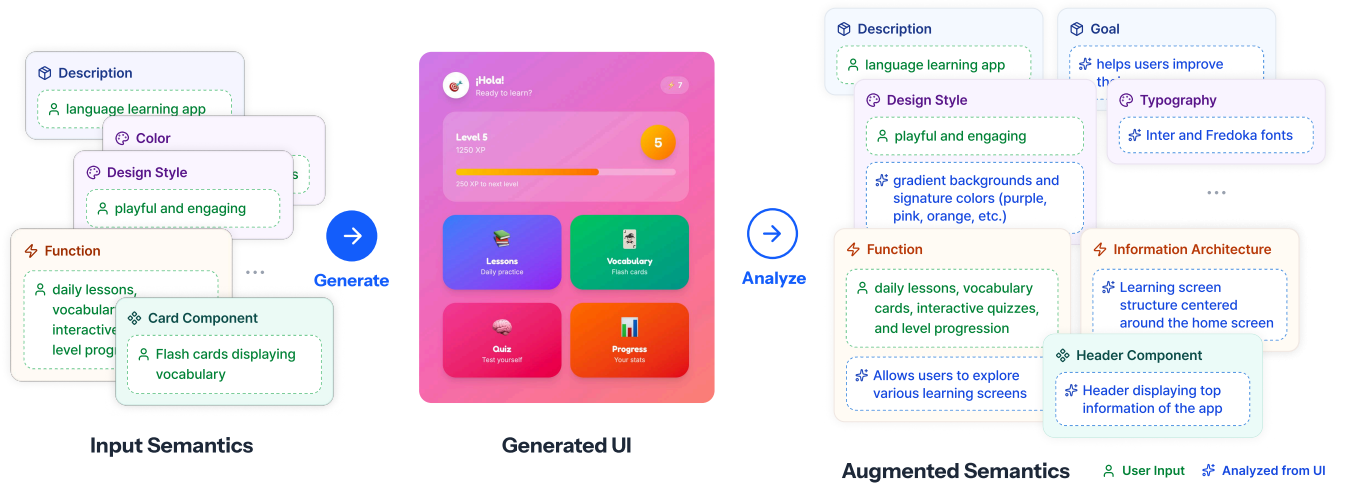 Description
language learning app
Color
s
Design Style
playful and engaging
Function
daily lessons,
interactive
Card Component
Flash cards displaying
vocabulary
...
Input Semantics
Generate
¡Hola!
Ready to learn?
7
Level 5
1250 XP
5
250 XP to next level
Lessons
Daily practice
Vocabulary
Flash cards
Quiz
Test yourself
Progress
Your stats
Generated UI
Analyze
Description
language learning app
Goal
helps users improve
Design Style
playful and engaging
gradient backgrounds and
signature colors (purple,
pink, orange, etc.)
Typography
Inter and Fredoka fonts
...
Function
daily lessons, vocabulary
cards, interactive quizzes,
and level progression
Allows users to explore
various learning screens
Information Architecture
Learning screen
structure centered
around the home screen
Header Component
Header displaying top
information of the app
Augmented Semantics
User Input
Analyzed from UI